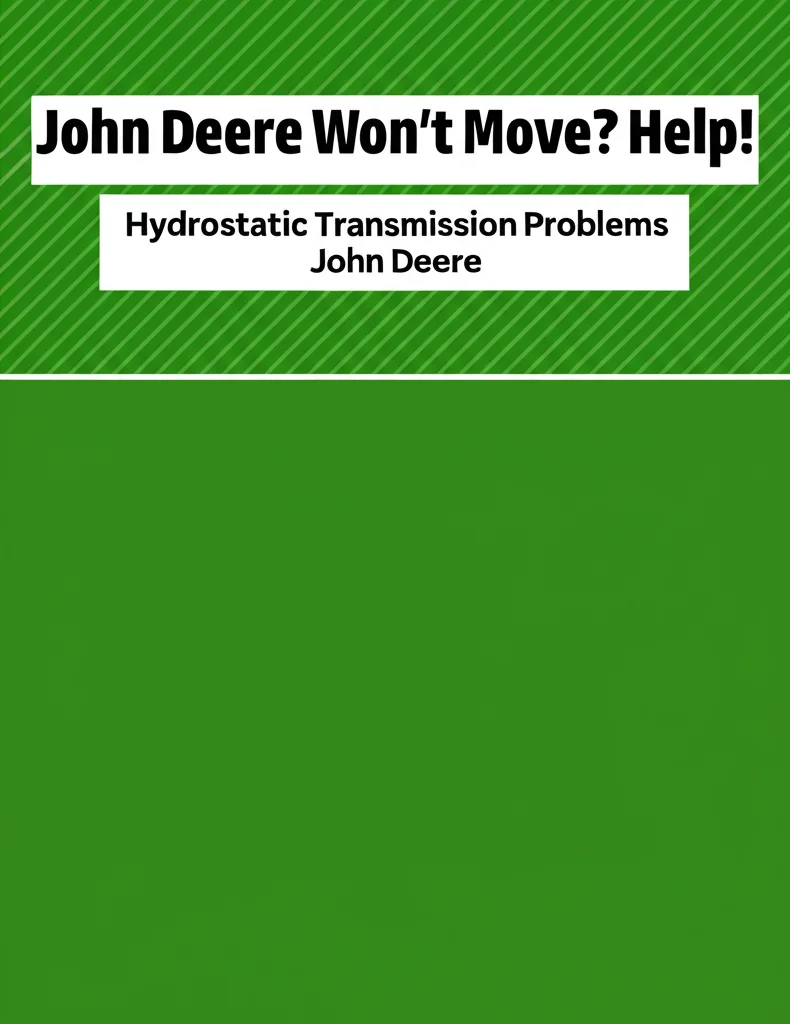 John Deere Won't Move? Help!
Hydrostatic Transmission Problems
John Deere